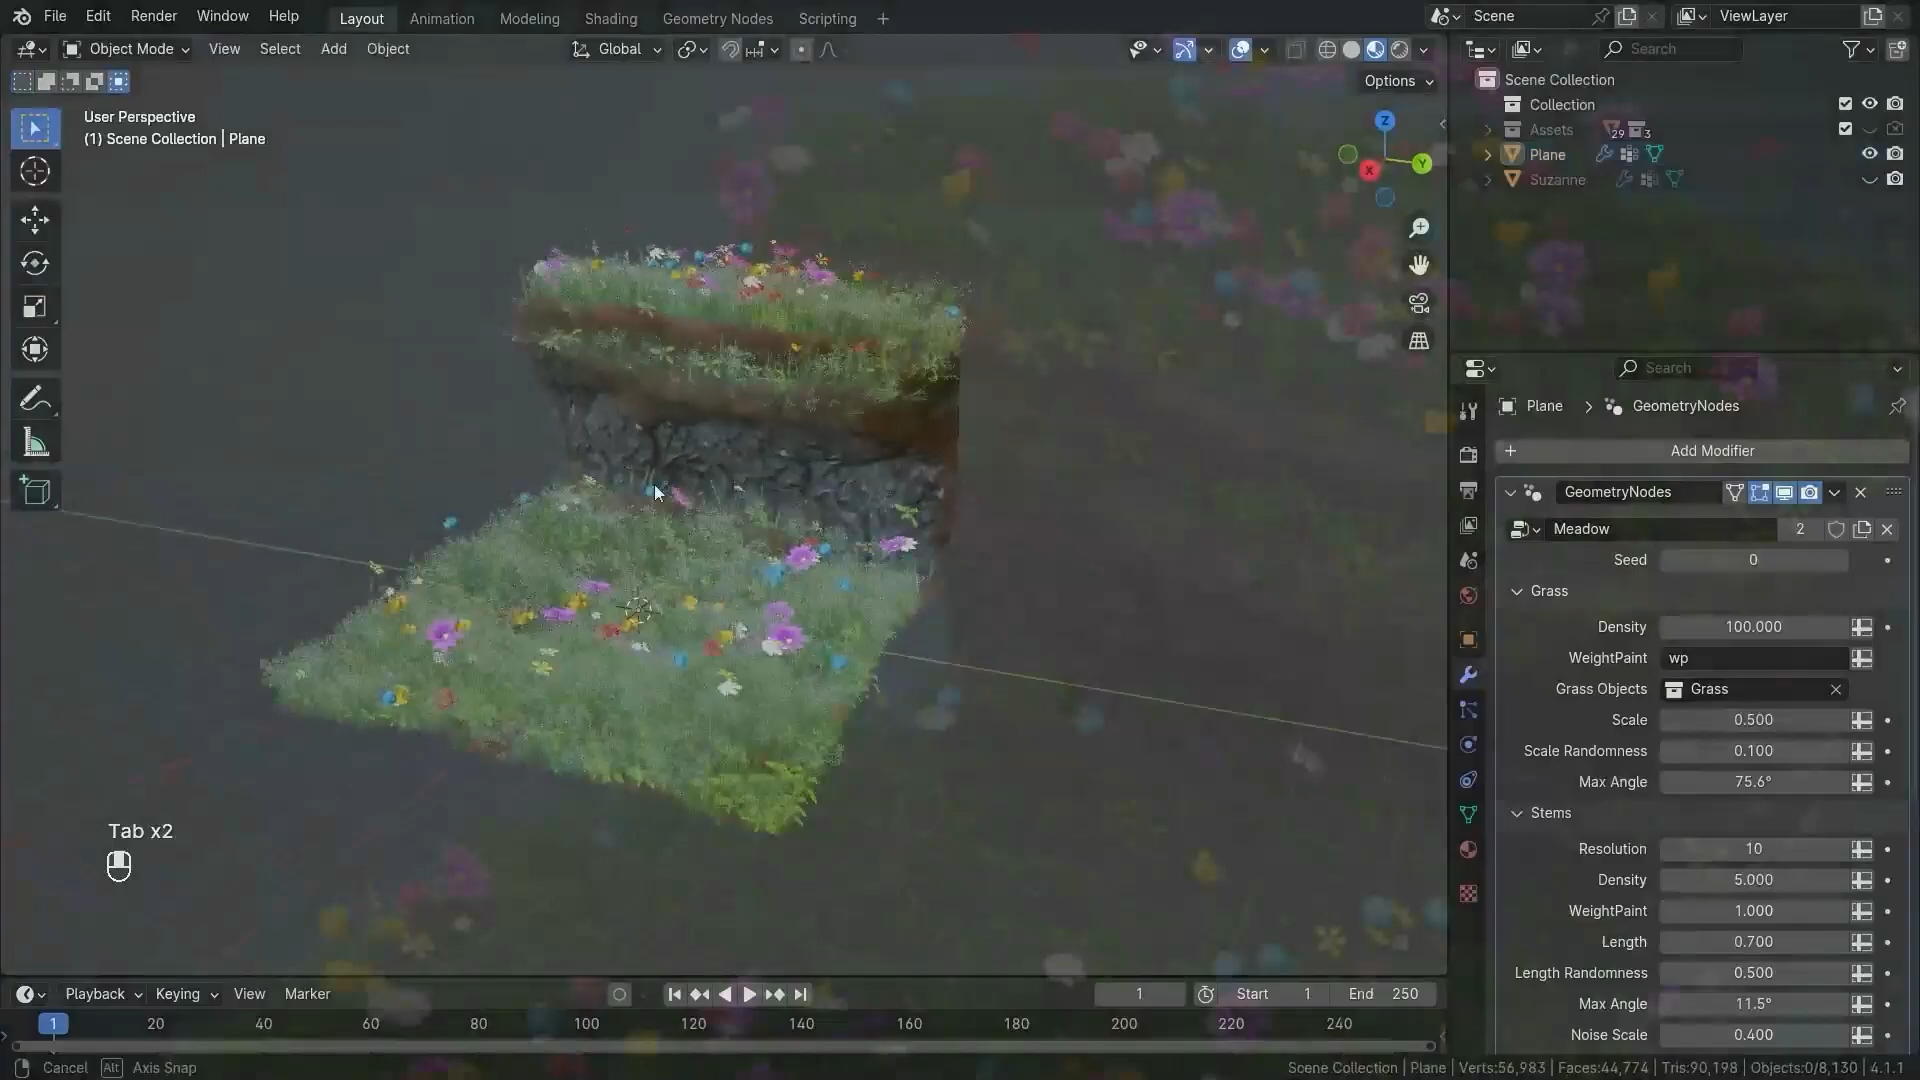 File Edit Render Window Help Layout Animation Modeling Shading Geometry Nodes Scripting + Scene ViewLayer
Object Mode View Select Add Object Global Search
Options
User Perspective
(1) Scene Collection | Plane
Z
Y
X
Scene Collection
Collection
Assets 29 3
Plane
Suzanne
Search
Plane > GeometryNodes
+ Add Modifier
GeometryNodes
Meadow 2
Seed 0
Grass
Density 100.000
WeightPaint wp
Grass Objects Grass
Scale 0.500
Scale Randomness 0.100
Max Angle 75.6°
Stems
Resolution 10
Density 5.000
WeightPaint 1.000
Length 0.700
Length Randomness 0.500
Max Angle 11.5°
Noise Scale 0.400
Tab x2
Playback Keying View Marker 1 Start 1 End 250
1 20 40 60 80 100 120 140 160 180 200 220 240
Cancel Alt Axis Snap Scene Collection | Plane | Verts:56,983 | Faces:44,774 | Tris:90,198 | Objects:0/8,130 | 4.1.1